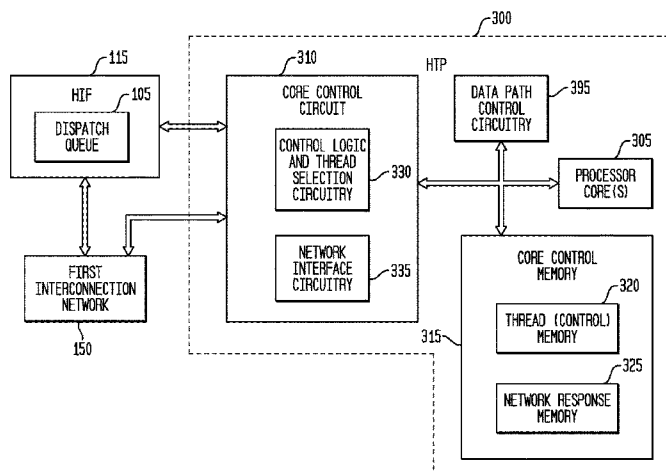 300
115
HIF
105
DISPATCH
QUEUE
310
CORE CONTROL
CIRCUIT
CONTROL LOGIC
AND THREAD
SELECTION
CIRCUITRY
330
NETWORK
INTERFACE
CIRCUITRY
335
HTP
DATA PATH
CONTROL
CIRCUITRY
395
305
PROCESSOR
CORE(S)
FIRST
INTERCONNECTION
NETWORK
150
CORE CONTROL
MEMORY
320
315
THREAD (CONTROL)
MEMORY
325
NETWORK RESPONSE
MEMORY